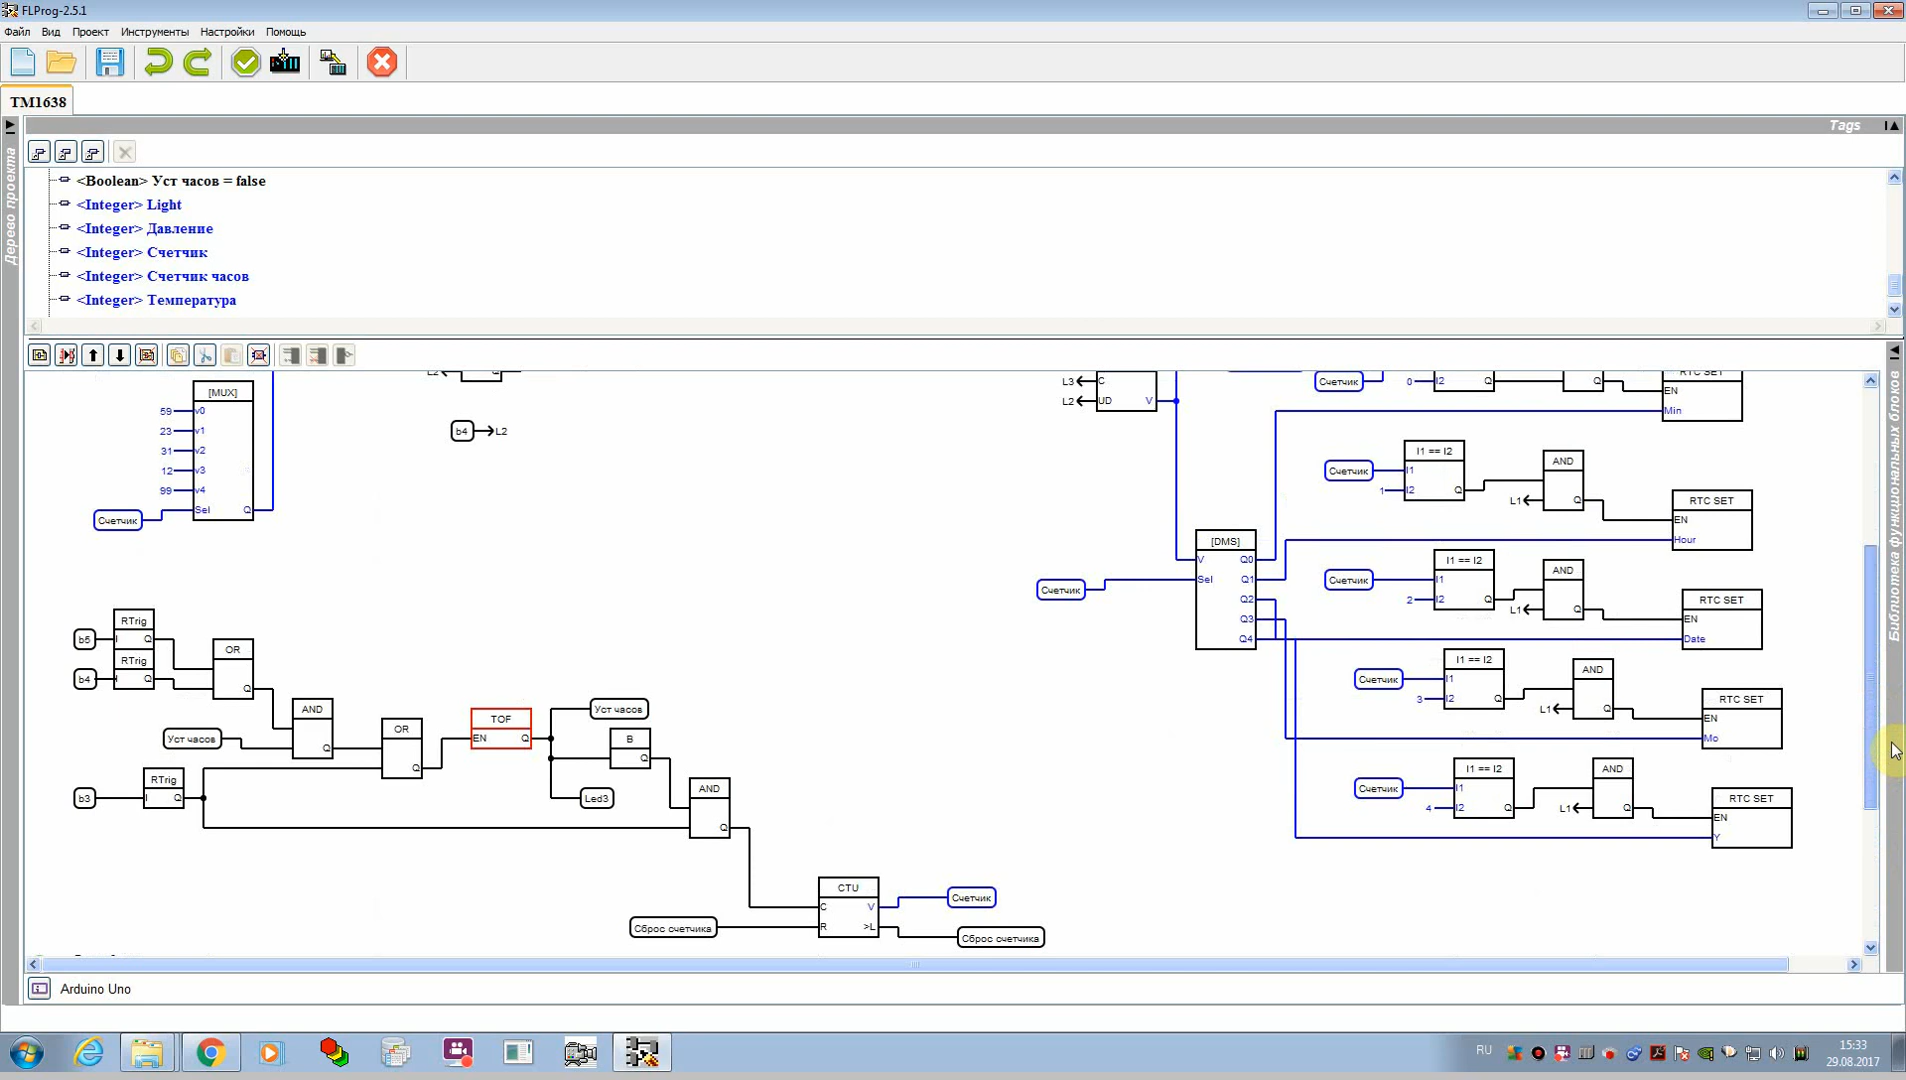 FLProg-2.5.1
Файл Вид Проект Инструменты Настройки Помощь
TM1638
Tags
Дерево проекта
<Boolean> Уст часов = false
<Integer> Light
<Integer> Давление
<Integer> Счетчик
<Integer> Счетчик часов
<Integer> Температура
Библиотека функциональных блоков
[MUX]
59 v0
23 v1
31 v2
12 v3
99 v4
Счетчик Sel Q
L2 Q
b4 L2
L3 C
L2 UD V
Счетчик 0 I2 Q Q
RTC SET
EN
Min
I1 == I2
Счетчик I1
1 I2 Q
AND
L1 Q
RTC SET
EN
Hour
[DMS]
V Q0
Счетчик Sel Q1
Q2
Q3
Q4
I1 == I2
Счетчик I1
2 I2 Q
AND
L1 Q
RTC SET
EN
Date
I1 == I2
Счетчик I1
3 I2 Q
AND
L1 Q
RTC SET
EN
Mo
I1 == I2
Счетчик I1
4 I2 Q
AND
L1 Q
RTC SET
EN
Y
RTrig
b5 I Q
RTrig
b4 I Q
OR
Q
AND
Уст часов Q
OR
Q
TOF
EN Q
Уст часов
B
Q
Led3
RTrig
b3 I Q
AND
Q
CTU
C V Счетчик
Сброс счетчика R >L Сброс счетчика
Arduino Uno
RU
15:33
29.08.2017